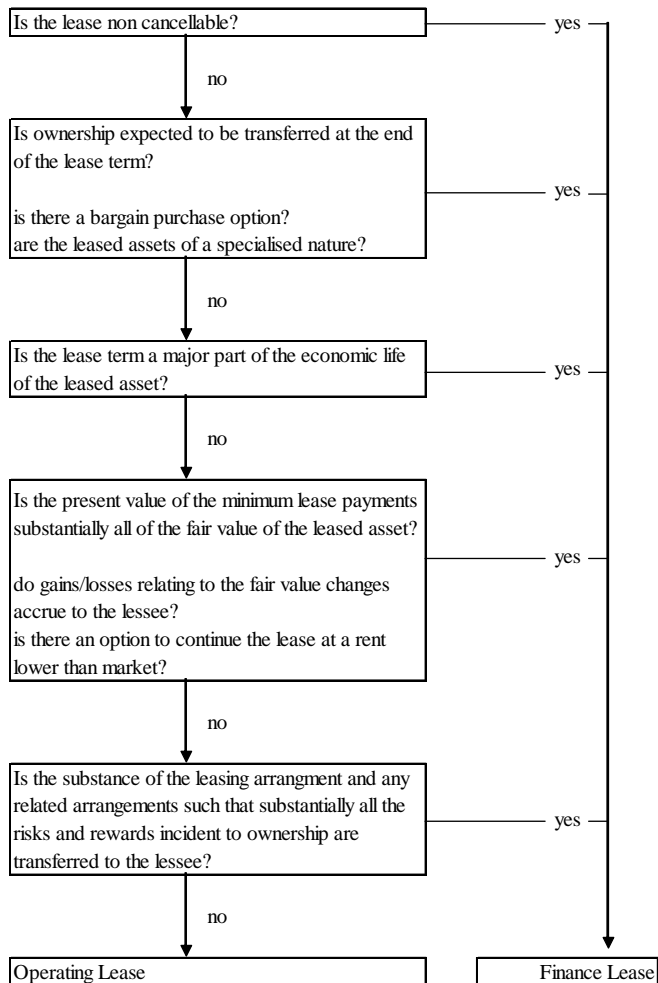 Is the lease non cancellable?
yes
no
Is ownership expected to be transferred at the end
of the lease term?
is there a bargain purchase option?
are the leased assets of a specialised nature?
yes
no
Is the lease term a major part of the economic life
of the leased asset?
yes
no
Is the present value of the minimum lease payments
substantially all of the fair value of the leased asset?
do gains/losses relating to the fair value changes
accrue to the lessee?
is there an option to continue the lease at a rent
lower than market?
yes
no
Is the substance of the leasing arrangment and any
related arrangements such that substantially all the
risks and rewards incident to ownership are
transferred to the lessee?
yes
no
Operating Lease
Finance Lease